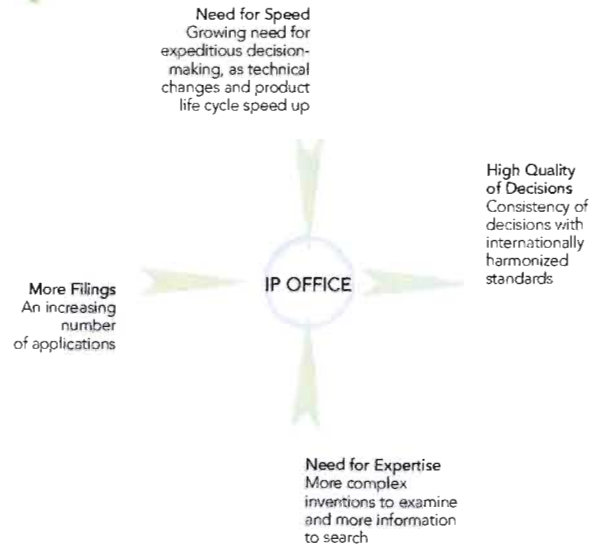 Need for Speed
Growing need for
expeditious decision-
making, as technical
changes and product
life cycle speed up
High Quality
of Decisions
Consistency of
decisions with
internationally
harmonized
standards
IP OFFICE
More Filings
An increasing
number
of applications
Need for Expertise
More complex
inventions to examine
and more information
to search